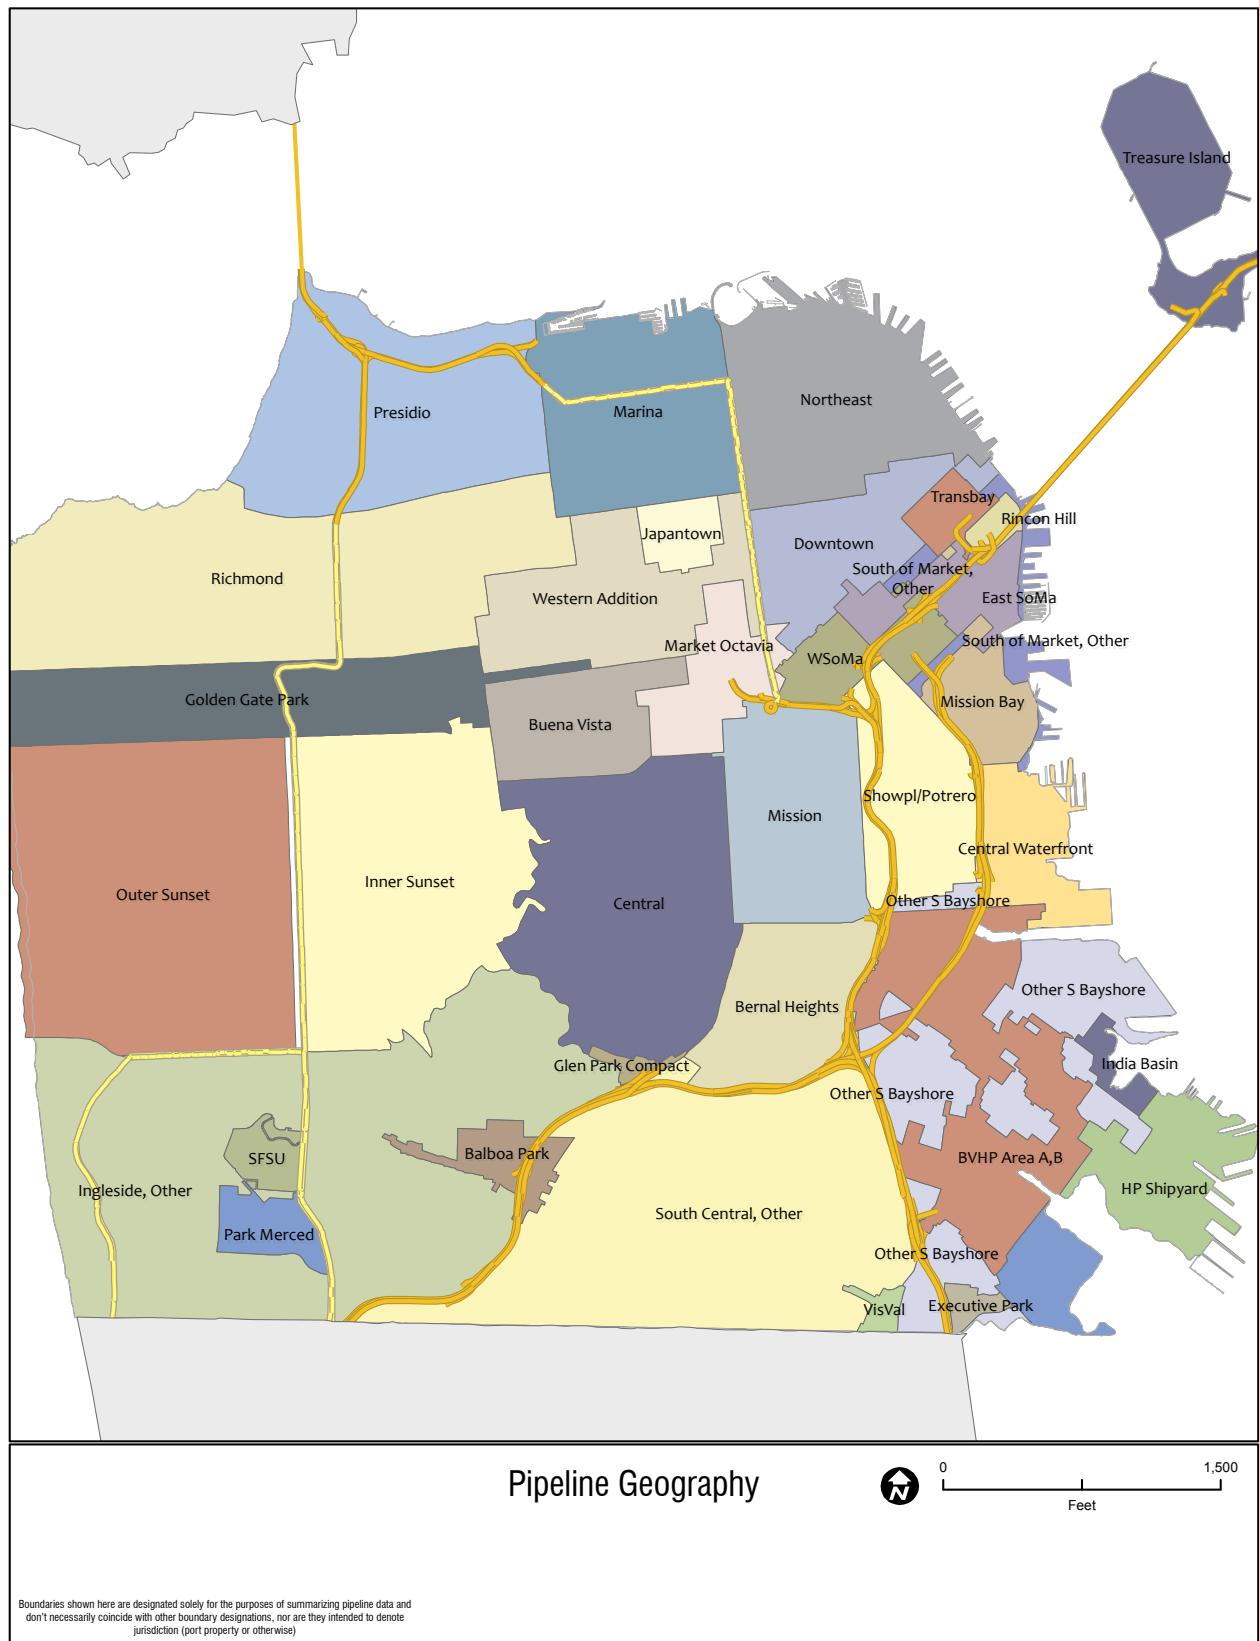 Treasure Island
Northeast
Presidio
Marina
Transbay
Rincon Hill
Japantown
Downtown
South of Market,
Other
Richmond
Western Addition
East SoMa
South of Market, Other
Market Octavia
WSoMa
Golden Gate Park
Mission Bay
Buena Vista
Showpl/Potrero
Mission
Central Waterfront
Inner Sunset
Outer Sunset
Central
Other S Bayshore
Other S Bayshore
Bernal Heights
Glen Park Compact
India Basin
Other S Bayshore
Balboa Park
SFSU
BVHP Area A,B
Ingleside, Other
HP Shipyard
South Central, Other
Park Merced
Other S Bayshore
VisVal
Executive Park
Pipeline Geography
N
0 1,500
Feet
Boundaries shown here are designated solely for the purposes of summarizing pipeline data and
don't necessarily coincide with other boundary designations, nor are they intended to denote
jurisdiction (port property or otherwise)